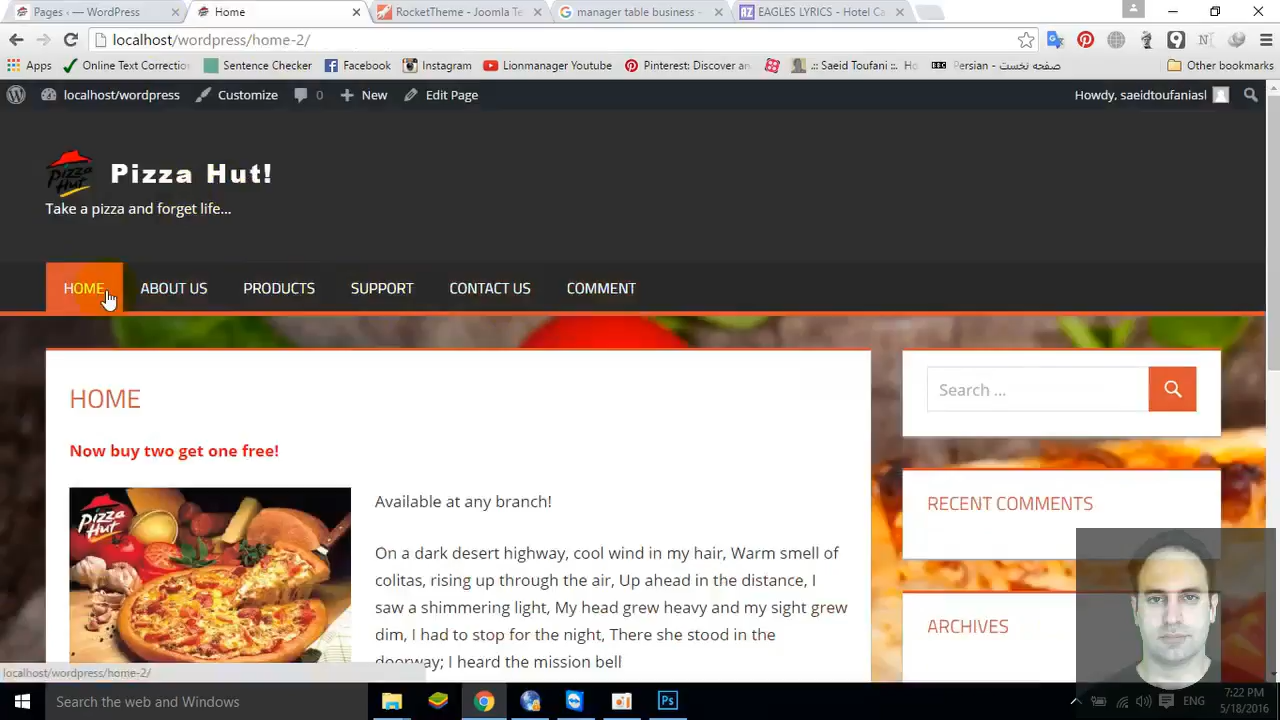 Pages ‹ — WordPress
Home
RocketTheme - Joomla Te
manager table business -
AZ EAGLES LYRICS - Hotel Ca
localhost/wordpress/home-2/
Apps
Online Text Correctio
Sentence Checker
Facebook
Instagram
Lionmanager Youtube
Pinterest: Discover an
.:: Saeid Toufani ::. Ho
BBC Persian - صفحه نخست
Other bookmarks
localhost/wordpress
Customize
0
New
Edit Page
Howdy, saeidtoufaniasl
Pizza Hut
Pizza Hut!
Take a pizza and forget life...
HOME
ABOUT US
PRODUCTS
SUPPORT
CONTACT US
COMMENT
HOME
Now buy two get one free!
Search ...
RECENT COMMENTS
ARCHIVES
Pizza Hut
Available at any branch!
On a dark desert highway, cool wind in my hair, Warm smell of
colitas, rising up through the air, Up ahead in the distance, I
saw a shimmering light, My head grew heavy and my sight grew
dim, I had to stop for the night, There she stood in the
doorway; I heard the mission bell
localhost/wordpress/home-2/
Search the web and Windows
Ps
ENG
7:22 PM
5/18/2016